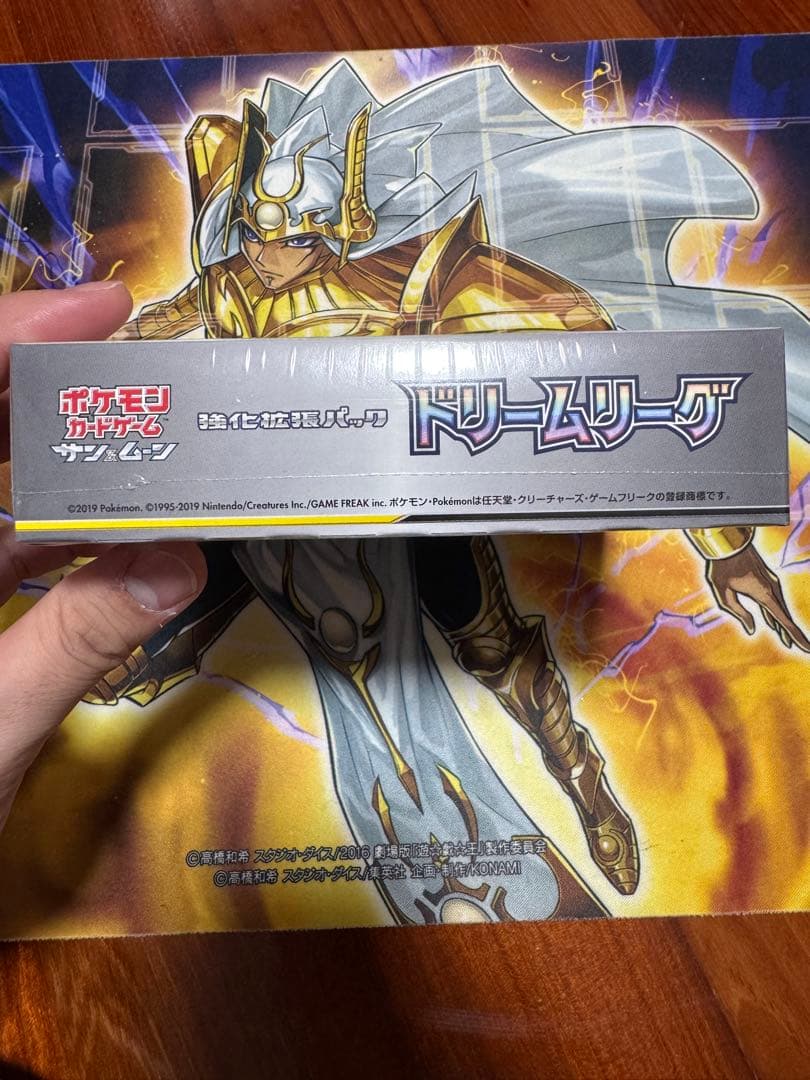 ポケモン
カードゲーム
サン&ムーン
強化拡張パック
ドリームリーグ
©2019 Pokémon. ©1995-2019 Nintendo/Creatures Inc./GAME FREAK inc. ポケモン・Pokémonは任天堂・クリーチャーズ・ゲームフリークの登録商標です。
©高橋和希 スタジオ・ダイス/2016 劇場版「遊☆戯☆王」製作委員会
©高橋和希 スタジオ・ダイス/集英社 企画・制作/KONAMI